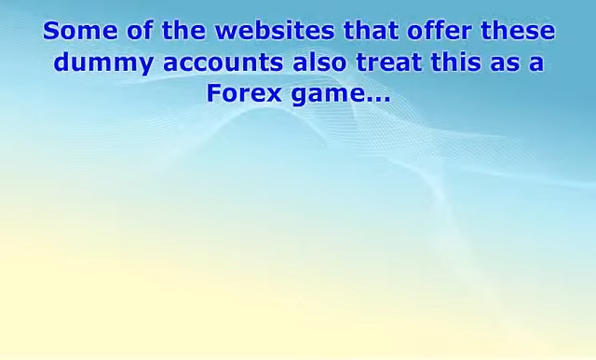 Some of the websites that offer these
dummy accounts also treat this as a
Forex game...